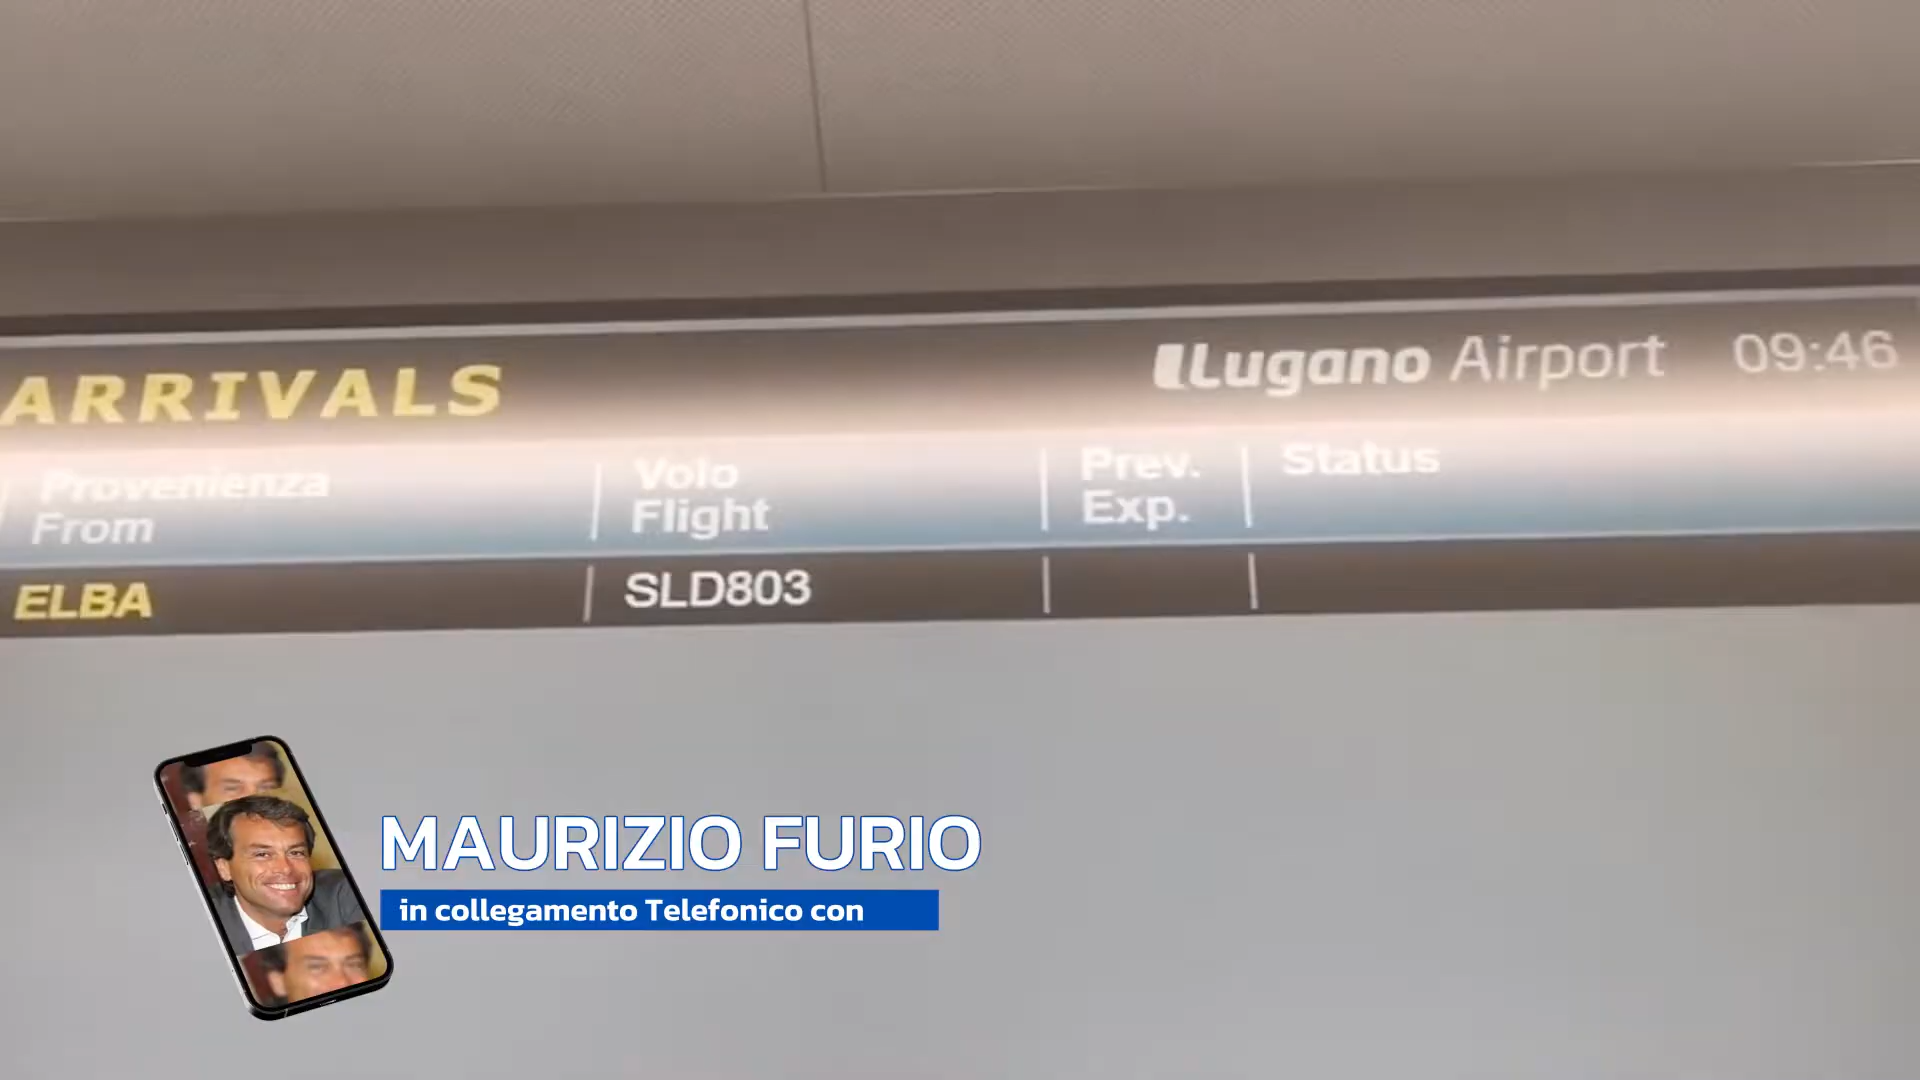 ARRIVALS
Lugano Airport 09:46
Provenienza
From
Volo
Flight
Prev.
Exp.
Status
ELBA SLD803
MAURIZIO FURIO
in collegamento Telefonico con